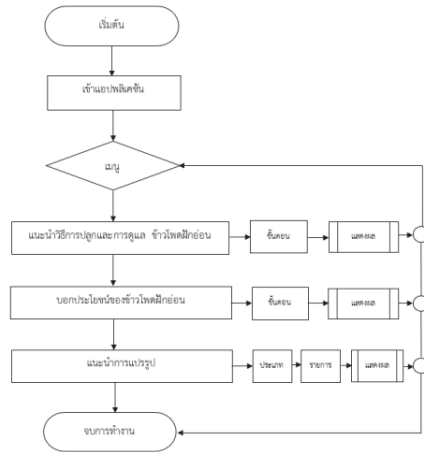 เริ่มต้น
เข้าแอปพลิเคชัน
เมนู
แนะนำวิธีการปลูกและการดูแล ข้าวโพดฝักอ่อน
ขั้นตอน
แสดงผล
บอกประโยชน์ของข้าวโพดฝักอ่อน
ขั้นตอน
แสดงผล
แนะนำการแปรรูป
ประเภท
รายการ
แสดงผล
จบการทำงาน